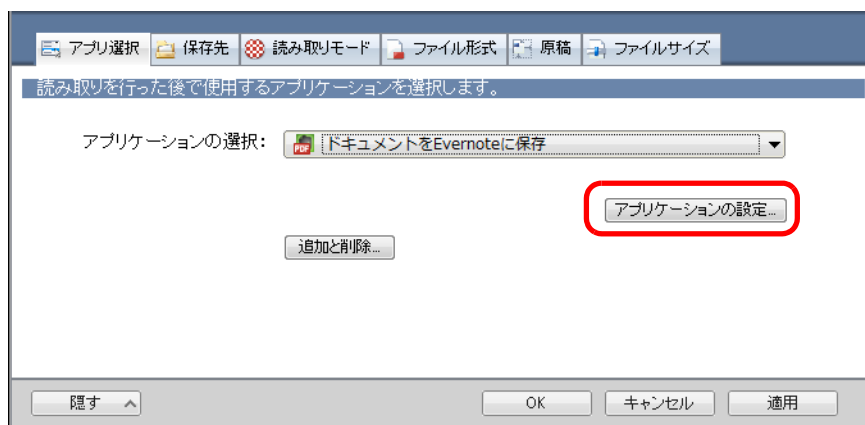 アプリ選択 保存先 読み取りモード ファイル形式 原稿 ファイルサイズ
読み取りを行った後で使用するアプリケーションを選択します。
アプリケーションの選択: PDF ドキュメントをEvernoteに保存
アプリケーションの設定...
追加と削除...
隠す OK キャンセル 適用